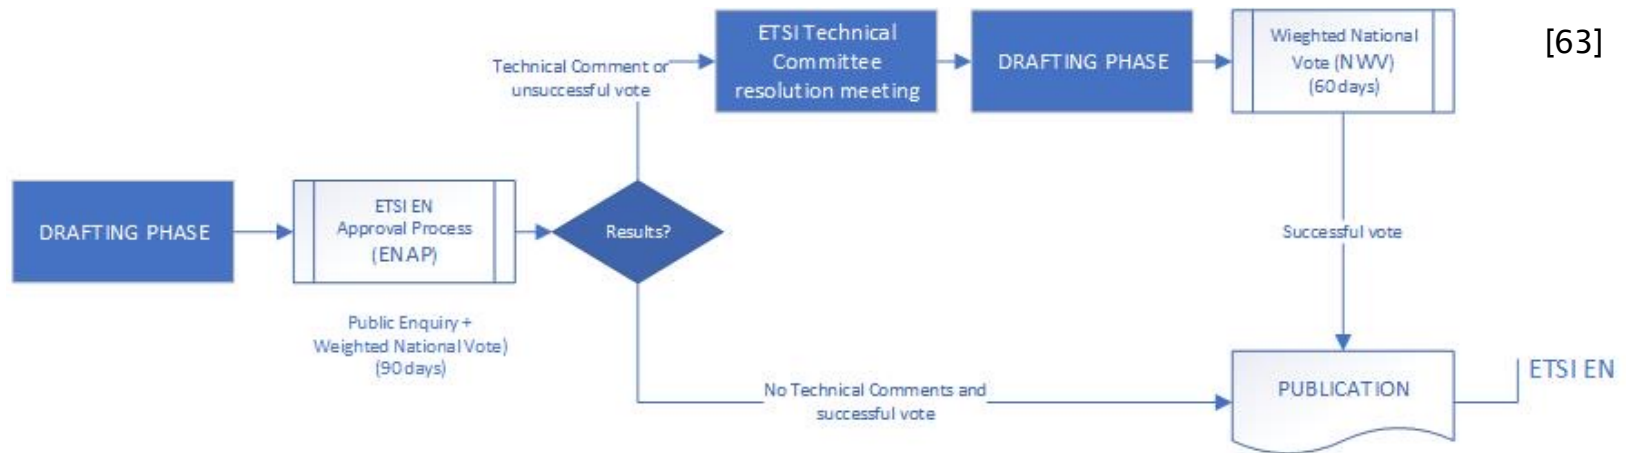 ETSI Technical
Committee
resolution meeting
DRAFTING PHASE
Wieghted National
Vote (NWV)
(60 days)
[63]
Technical Comment or
unsuccessful vote
DRAFTING PHASE
ETSI EN
Approval Process
(ENAP)
Results?
Successful vote
Public Enquiry +
Weighted National Vote)
(90 days)
No Technical Comments and
successful vote
PUBLICATION
ETSI EN